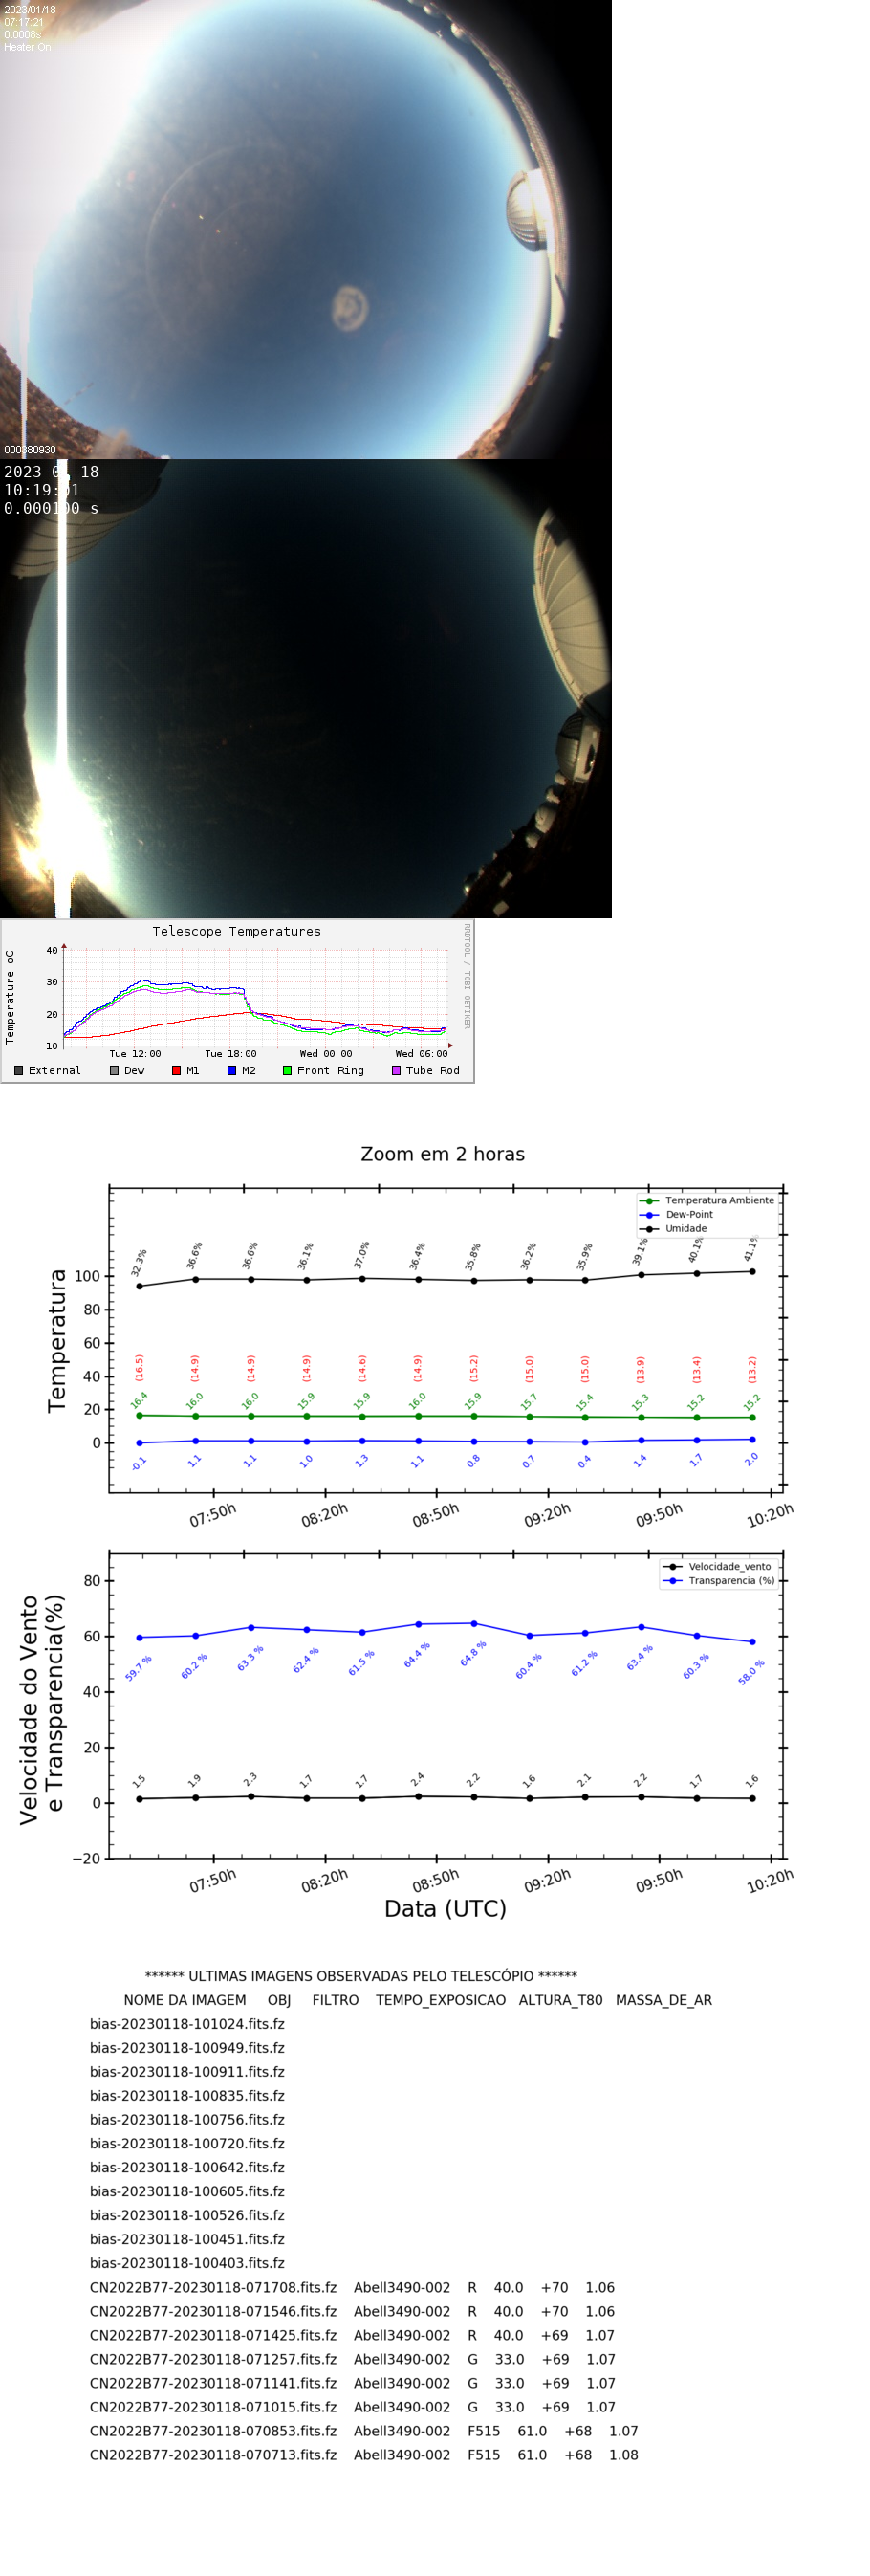 2023/01/18
07:17:21
0.0008s
Heater On
000380930
2023-01-18
10:19:01
0.000100 s
Telescope Temperatures
RRDTOOL / TOBI OETIKER
Temperature oC
40
30
20
10
Tue 12:00 Tue 18:00 Wed 00:00 Wed 06:00
External Dew M1 M2 Front Ring Tube Rod
Zoom em 2 horas
Temperatura Ambiente
Dew-Point
Umidade
Temperatura
100
80
60
40
20
0
32.3% 36.6% 36.6% 36.1% 37.0% 36.4% 35.8% 36.2% 35.9% 39.1% 40.1% 41.1%
(16.5) (14.9) (14.9) (14.9) (14.6) (14.9) (15.2) (15.0) (15.0) (13.9) (13.4) (13.2)
16.4 16.0 16.0 15.9 15.9 16.0 15.9 15.7 15.4 15.3 15.2 15.2
-0.1 1.1 1.1 1.0 1.3 1.1 0.8 0.7 0.4 1.4 1.7 2.0
07:50h 08:20h 08:50h 09:20h 09:50h 10:20h
Velocidade_vento
Transparencia (%)
Velocidade do Vento
e Transparencia(%)
80
60
40
20
0
−20
59.7 % 60.2 % 63.3 % 62.4 % 61.5 % 64.4 % 64.8 % 60.4 % 61.2 % 63.4 % 60.3 % 58.0 %
1.5 1.9 2.3 1.7 1.7 2.4 2.2 1.6 2.1 2.2 1.7 1.6
07:50h 08:20h 08:50h 09:20h 09:50h 10:20h
Data (UTC)
****** ULTIMAS IMAGENS OBSERVADAS PELO TELESCÓPIO ******
NOME DA IMAGEM OBJ FILTRO TEMPO_EXPOSICAO ALTURA_T80 MASSA_DE_AR
bias-20230118-101024.fits.fz
bias-20230118-100949.fits.fz
bias-20230118-100911.fits.fz
bias-20230118-100835.fits.fz
bias-20230118-100756.fits.fz
bias-20230118-100720.fits.fz
bias-20230118-100642.fits.fz
bias-20230118-100605.fits.fz
bias-20230118-100526.fits.fz
bias-20230118-100451.fits.fz
bias-20230118-100403.fits.fz
CN2022B77-20230118-071708.fits.fz Abell3490-002 R 40.0 +70 1.06
CN2022B77-20230118-071546.fits.fz Abell3490-002 R 40.0 +70 1.06
CN2022B77-20230118-071425.fits.fz Abell3490-002 R 40.0 +69 1.07
CN2022B77-20230118-071257.fits.fz Abell3490-002 G 33.0 +69 1.07
CN2022B77-20230118-071141.fits.fz Abell3490-002 G 33.0 +69 1.07
CN2022B77-20230118-071015.fits.fz Abell3490-002 G 33.0 +69 1.07
CN2022B77-20230118-070853.fits.fz Abell3490-002 F515 61.0 +68 1.07
CN2022B77-20230118-070713.fits.fz Abell3490-002 F515 61.0 +68 1.08